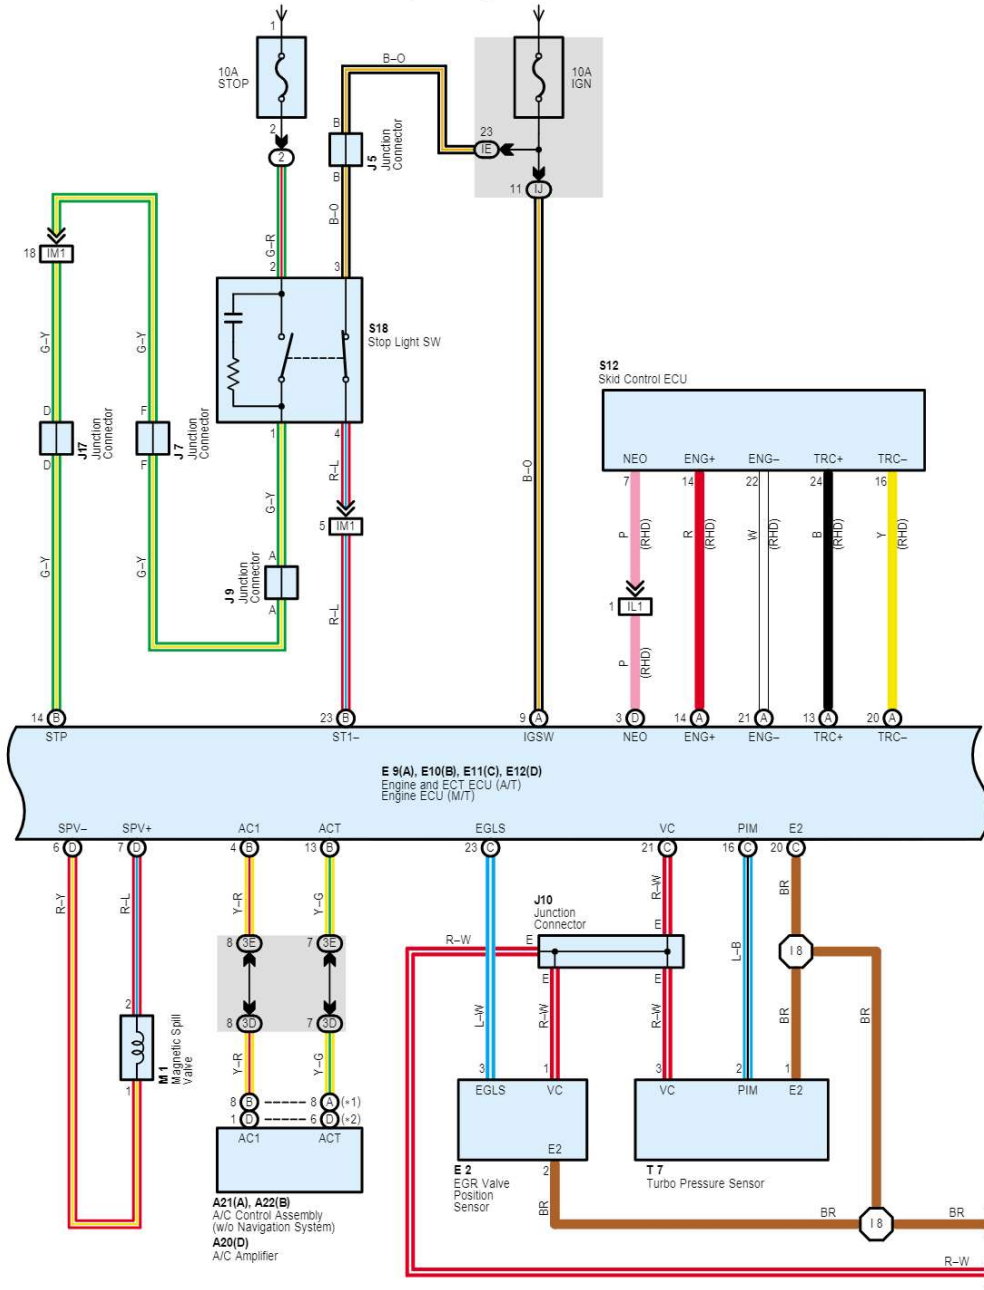 1
10A
STOP
2
2
G–R
2
B–O
B
J 5
Junction
Connector
B
B–O
3
23
IE
10A
IGN
11
IJ
18
IM1
G–Y
G–Y
D
J17
Junction
Connector
D
F
J 7
Junction
Connector
F
G–Y
G–Y
S18
Stop Light SW
1
4
G–Y
R–L
5
IM1
A
J 9
Junction
Connector
A
R–L
B–O
S12
Skid Control ECU
NEO
ENG+
ENG–
TRC+
TRC–
7
14
22
24
16
P
(RHD)
R
(RHD)
W
(RHD)
B
(RHD)
Y
(RHD)
1
IL1
P
(RHD)
14
B
23
B
9
A
3
D
14
A
21
A
13
A
20
A
STP
ST1–
IGSW
NEO
ENG+
ENG–
TRC+
TRC–
E 9(A), E10(B), E11(C), E12(D)
Engine and ECT ECU (A/T)
Engine ECU (M/T)
SPV–
SPV+
AC1
ACT
EGLS
VC
PIM
E2
6
D
7
D
4
B
13
B
23
C
21
C
16
C
20
C
R–Y
R–L
Y–R
Y–G
R–W
BR
J10
Junction
Connector
8
3E
7
3E
R–W
E
E
L–B
I 8
E
E
2
8
3D
7
3D
L–W
R–W
R–W
BR
BR
M 1
Magnetic Spill
Valve
1
Y–R
Y–G
3
1
3
2
1
8
B
8
A
(*1)
1
D
6
D
(*2)
AC1
ACT
EGLS
VC
E2
VC
PIM
E2
E 2
EGR Valve
Position
Sensor
2
BR
T 7
Turbo Pressure Sensor
A21(A), A22(B)
A/C Control Assembly
(w/o Navigation System)
A20(D)
A/C Amplifier
BR
I 8
BR
R–W